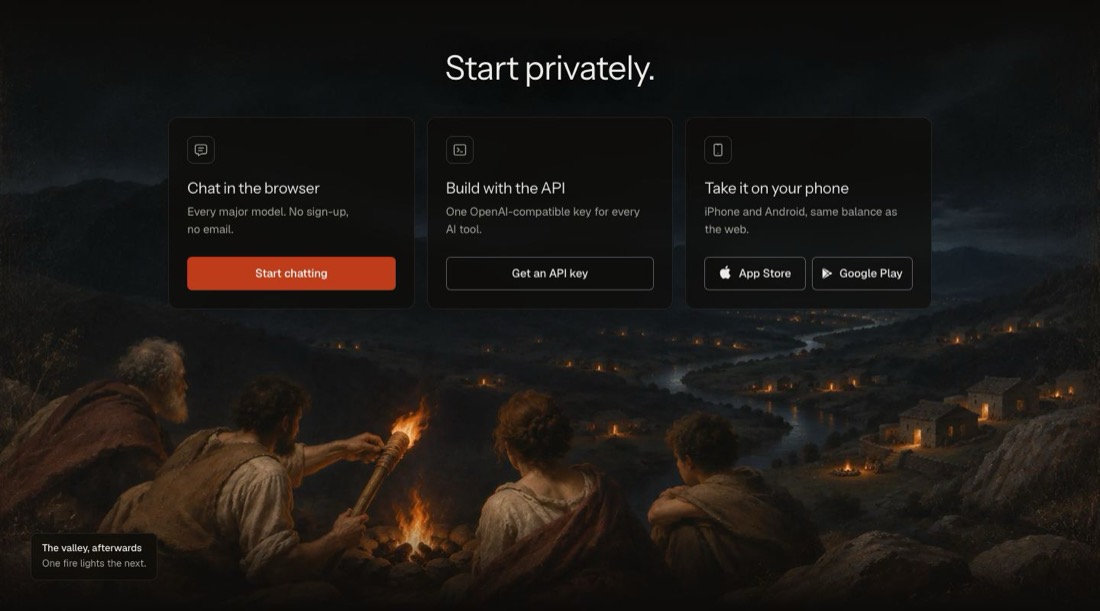 Start privately.
Chat in the browser
Every major model. No sign-up,
no email.
Start chatting
Build with the API
One OpenAI-compatible key for every
AI tool.
Get an API key
Take it on your phone
iPhone and Android, same balance as
the web.
App Store
Google Play
The valley, afterwards
One fire lights the next.